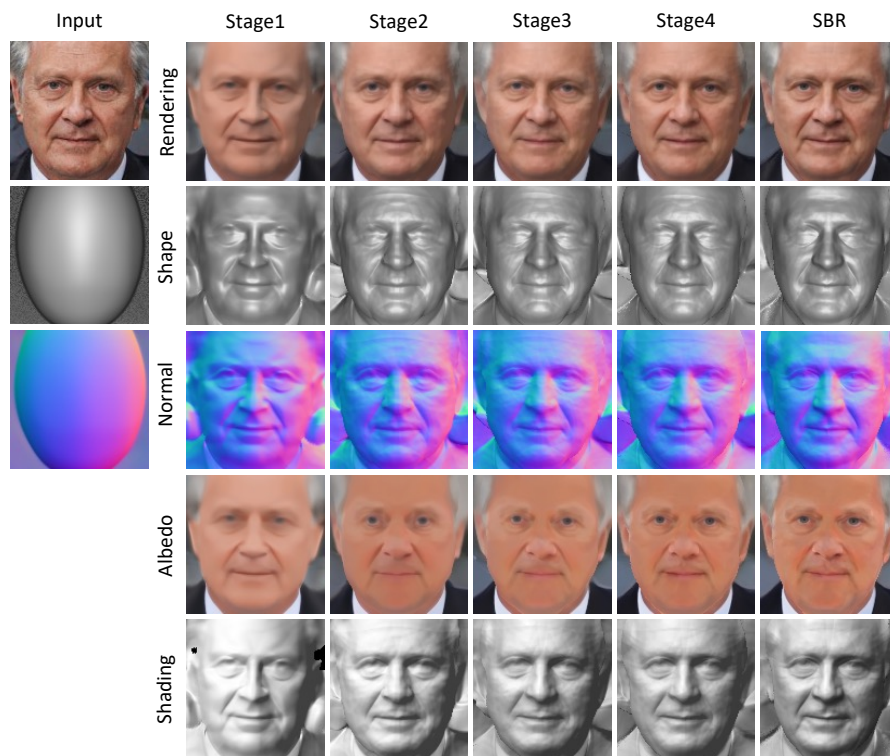 Input Stage1 Stage2 Stage3 Stage4 SBR
Rendering
Shape
Normal
Albedo
Shading